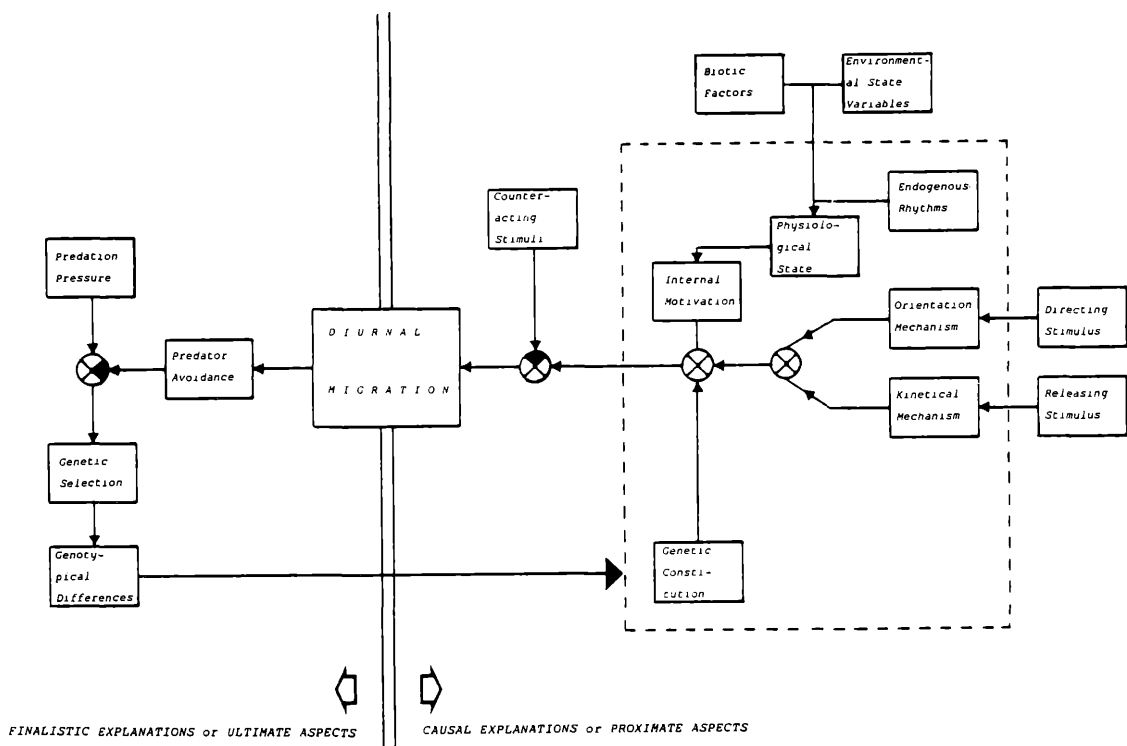 Biotic
Factors
Environment-
al State
Variables
Endogenous
Rhythms
Counter-
acting
Stimuli
Physiolo-
gical
State
Predation
Pressure
Internal
Motivation
Orientation
Mechanism
Directing
Stimulus
DIURNAL
MIGRATION
Predator
Avoidance
Kinetical
Mechanism
Releasing
Stimulus
Genetic
Selection
Genoty-
pical
Differences
Genetic
Consti-
tution
FINALISTIC EXPLANATIONS or ULTIMATE ASPECTS
CAUSAL EXPLANATIONS or PROXIMATE ASPECTS